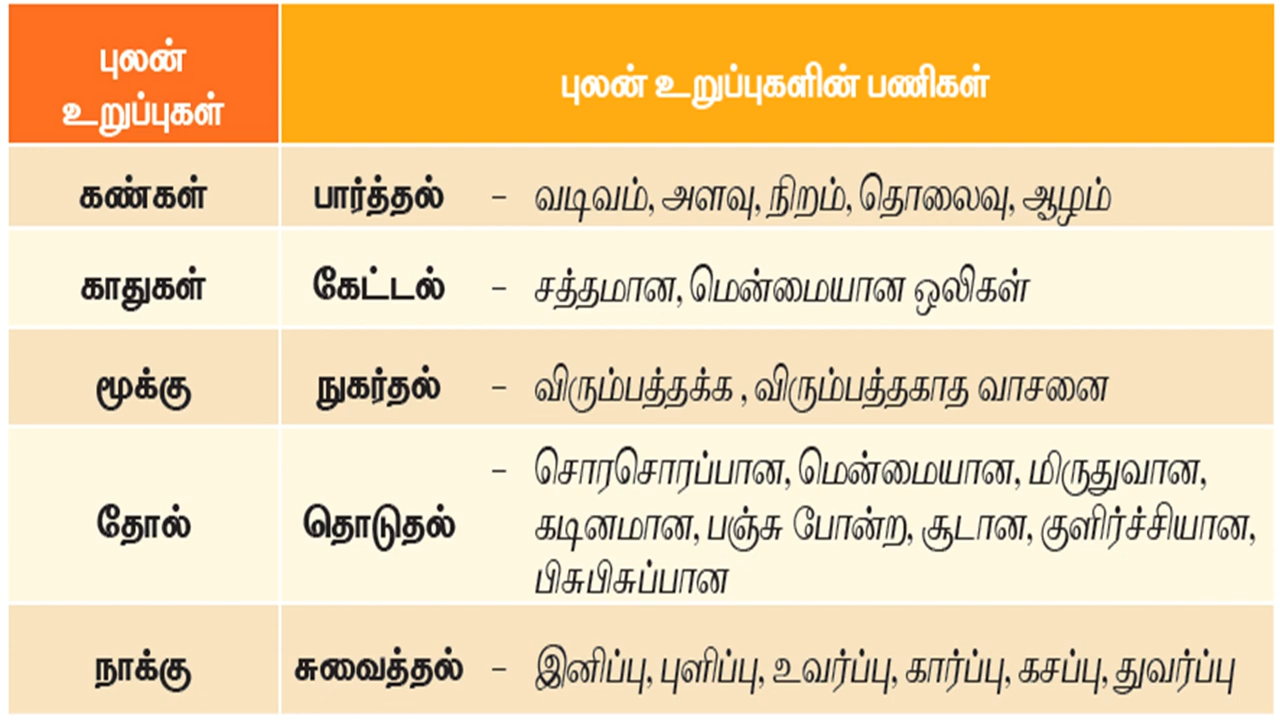 புலன்
உறுப்புகள்
புலன் உறுப்புகளின் பணிகள்
கண்கள் பார்த்தல் – வடிவம், அளவு, நிறம், தொலைவு, ஆழம்
காதுகள் கேட்டல் – சத்தமான, மென்மையான ஒலிகள்
மூக்கு நுகர்தல் – விரும்பத்தக்க , விரும்பத்தகாத வாசனை
தோல் தொடுதல் – சொரசொரப்பான, மென்மையான, மிருதுவான,
கடினமான, பஞ்சு போன்ற, சூடான, குளிர்ச்சியான,
பிசுபிசுப்பான
நாக்கு சுவைத்தல் – இனிப்பு, புளிப்பு, உவர்ப்பு, கார்ப்பு, கசப்பு, துவர்ப்பு